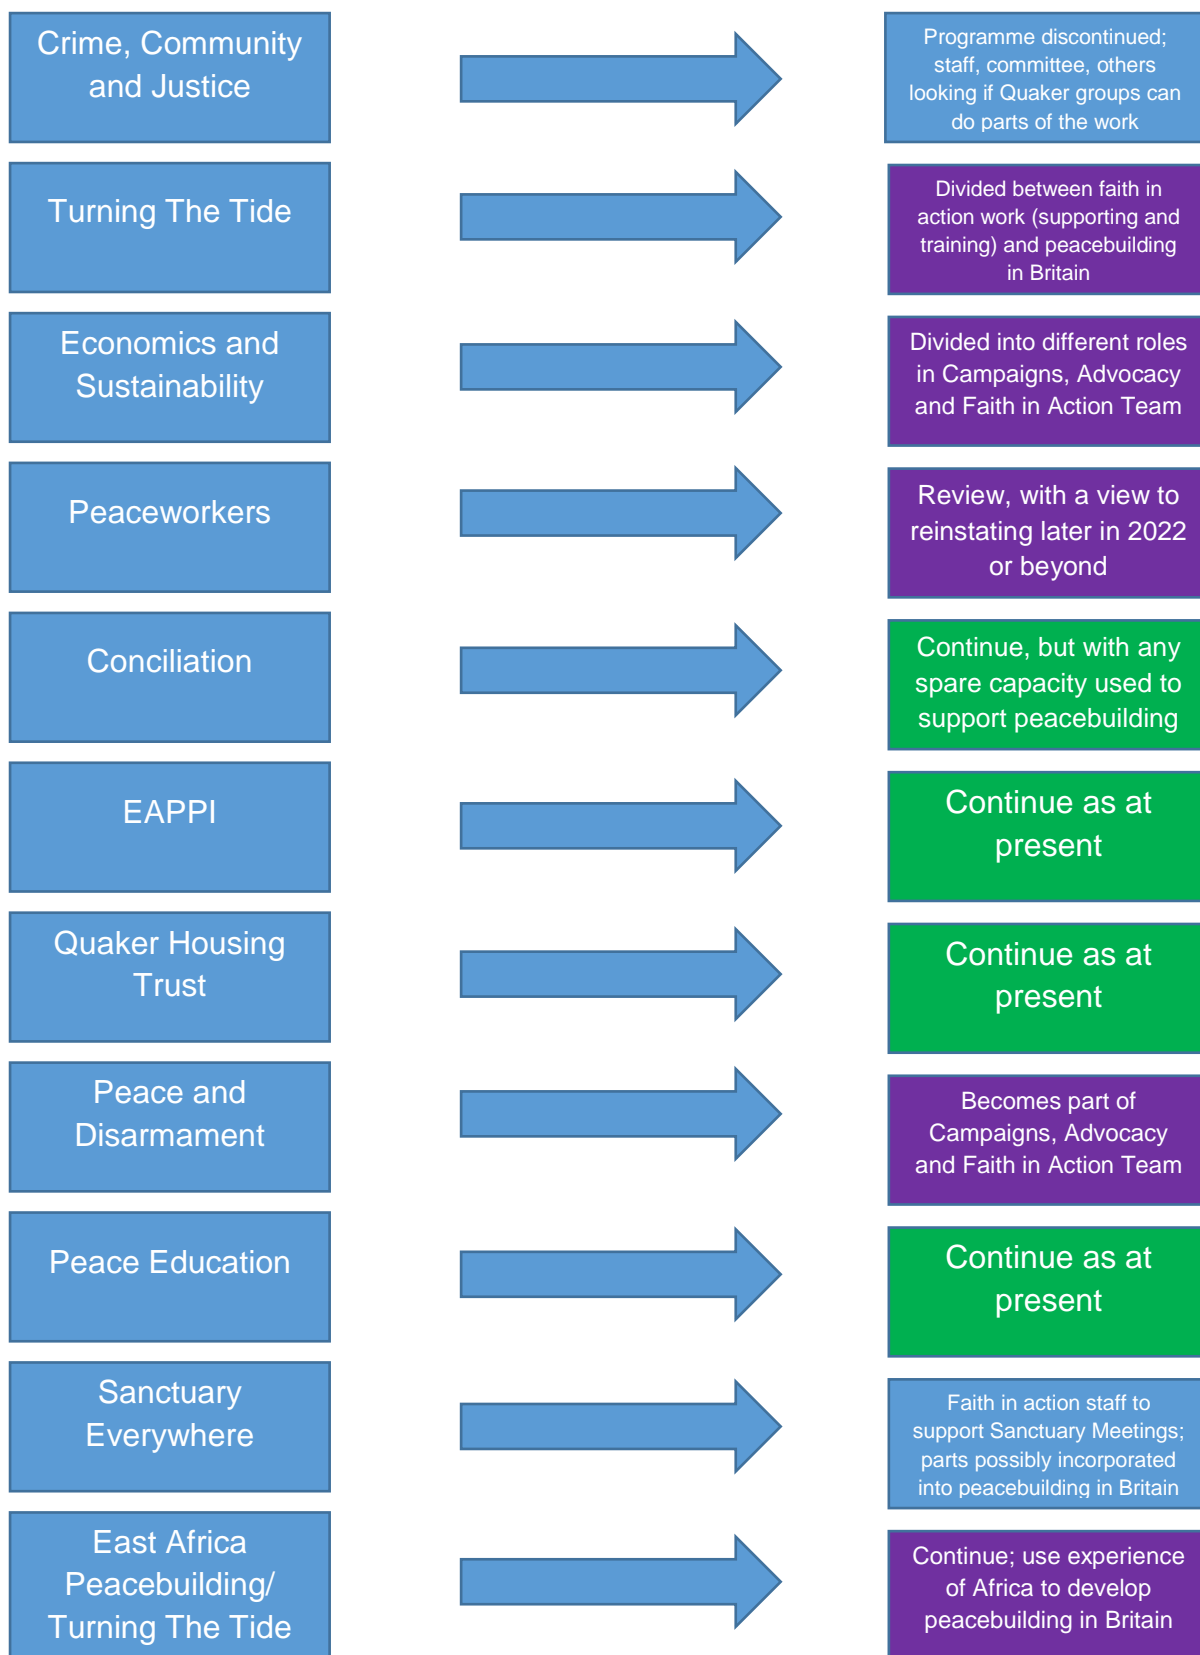 Crime, Community
and Justice
Programme discontinued;
staff, committee, others
looking if Quaker groups can
do parts of the work
Turning The Tide
Divided between faith in
action work (supporting and
training) and peacebuilding
in Britain
Economics and
Sustainability
Divided into different roles
in Campaigns, Advocacy
and Faith in Action Team
Peaceworkers
Review, with a view to
reinstating later in 2022
or beyond
Conciliation
Continue, but with any
spare capacity used to
support peacebuilding
EAPPI
Continue as at
present
Quaker Housing
Trust
Continue as at
present
Peace and
Disarmament
Becomes part of
Campaigns, Advocacy
and Faith in Action Team
Peace Education
Continue as at
present
Sanctuary
Everywhere
Faith in action staff to
support Sanctuary Meetings;
parts possibly incorporated
into peacebuilding in Britain
East Africa
Peacebuilding/
Turning The Tide
Continue; use experience
of Africa to develop
peacebuilding in Britain